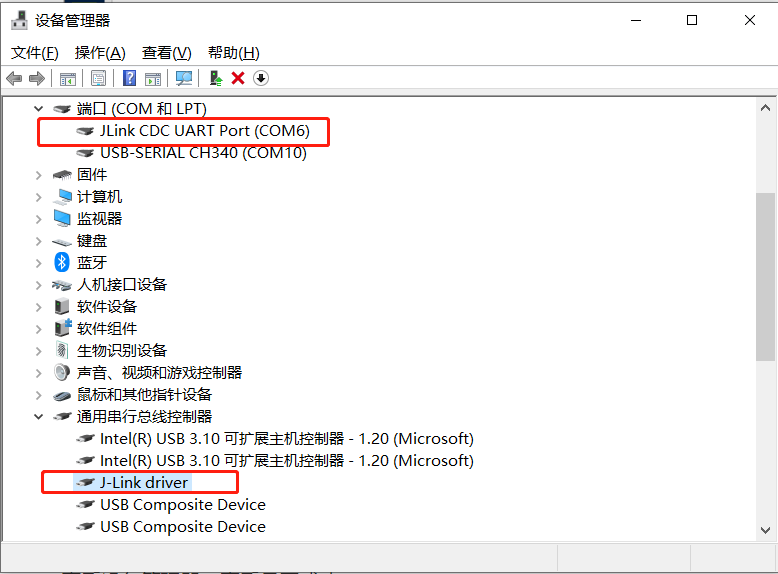 设备管理器
文件(F) 操作(A) 查看(V) 帮助(H)
端口 (COM 和 LPT)
JLink CDC UART Port (COM6)
USB-SERIAL CH340 (COM10)
固件
计算机
监视器
键盘
蓝牙
人机接口设备
软件设备
软件组件
生物识别设备
声音、视频和游戏控制器
鼠标和其他指针设备
通用串行总线控制器
Intel(R) USB 3.10 可扩展主机控制器 - 1.20 (Microsoft)
Intel(R) USB 3.10 可扩展主机控制器 - 1.20 (Microsoft)
J-Link driver
USB Composite Device
USB Composite Device